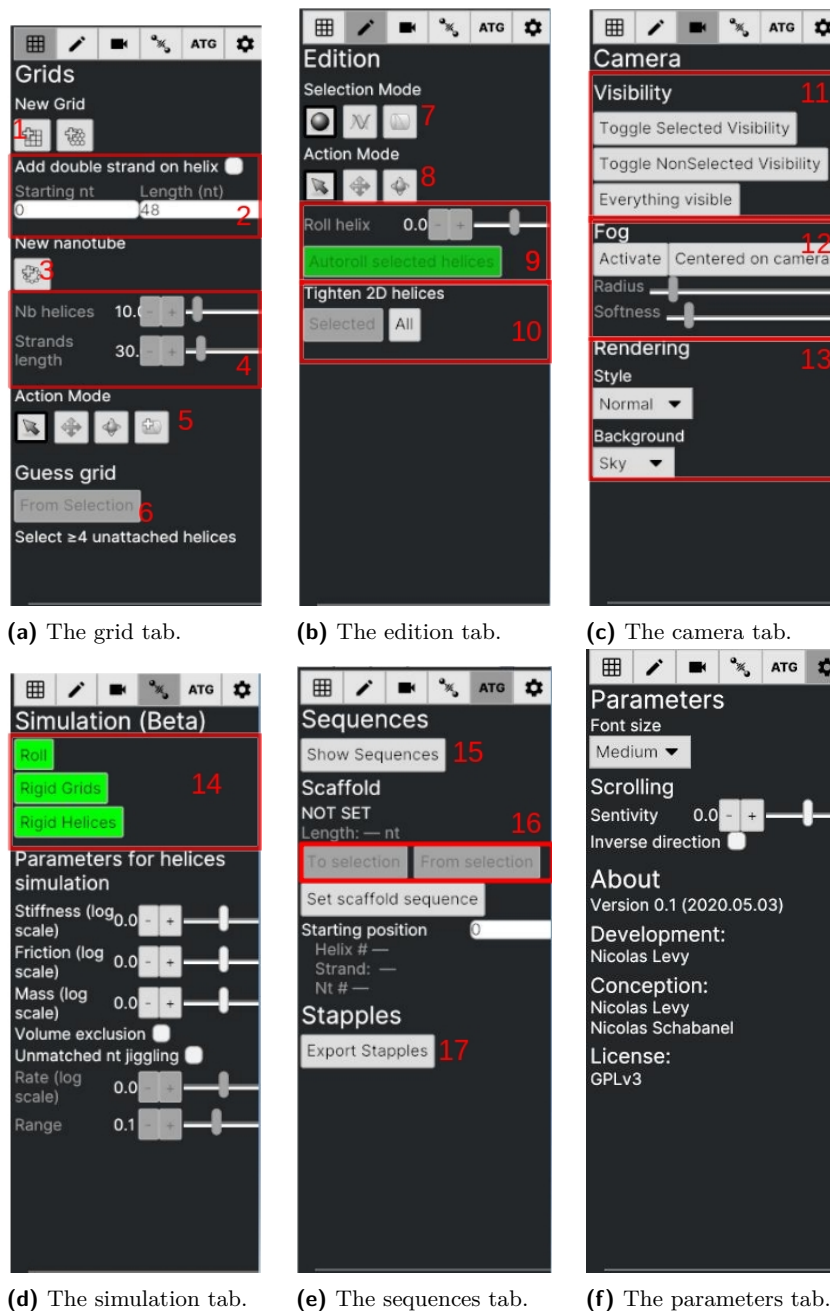 ATG
Grids
New Grid
1
Add double strand on helix
Starting nt Length (nt)
0 48 2
New nanotube
3
Nb helices 10. - +
Strands length 30. - + 4
Action Mode
5
Guess grid
From Selection 6
Select ≥4 unattached helices
(a) The grid tab.
ATG
Edition
Selection Mode
7
Action Mode
8
Roll helix 0.0 - +
Autoroll selected helices 9
Tighten 2D helices
Selected All 10
(b) The edition tab.
ATG
Camera
Visibility 11
Toggle Selected Visibility
Toggle NonSelected Visibility
Everything visible
Fog 12
Activate Centered on camera
Radius
Softness
Rendering 13
Style
Normal
Background
Sky
(c) The camera tab.
ATG
Simulation (Beta)
Roll
Rigid Grids 14
Rigid Helices
Parameters for helices
simulation
Stiffness (log
scale) 0.0 - +
Friction (log
scale) 0.0 - +
Mass (log
scale) 0.0 - +
Volume exclusion
Unmatched nt jiggling
Rate (log
scale) 0.0 - +
Range 0.1 - +
(d) The simulation tab.
ATG
Sequences
Show Sequences 15
Scaffold
NOT SET
Length: — nt 16
To selection From selection
Set scaffold sequence
Starting position 0
Helix # —
Strand: —
Nt # —
Stapples
Export Stapples 17
(e) The sequences tab.
ATG
Parameters
Font size
Medium
Scrolling
Sentivity 0.0 - +
Inverse direction
About
Version 0.1 (2020.05.03)
Development:
Nicolas Levy
Conception:
Nicolas Levy
Nicolas Schabanel
License:
GPLv3
(f) The parameters tab.